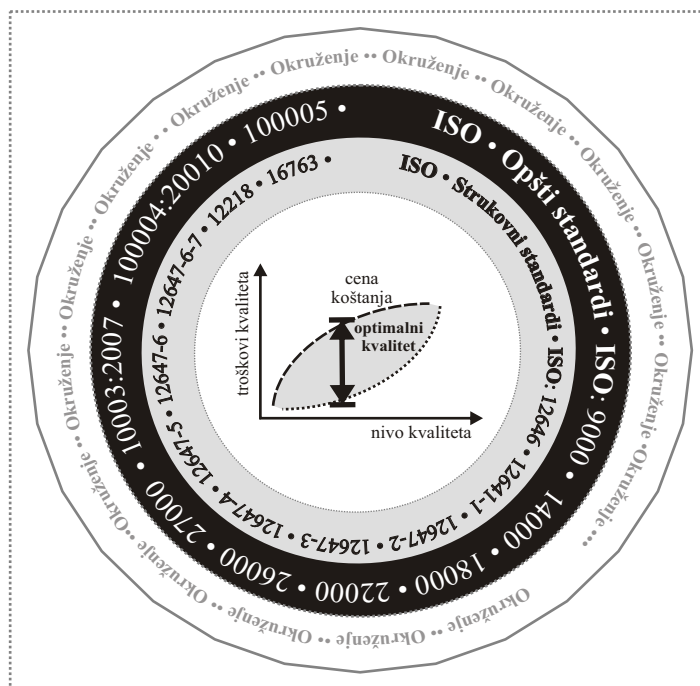 Okruženje •• Okruženje •• Okruženje •• Okruženje •• Okruženje •• Okruženje •• Okruženje •• Okruženje •• Okruženje •• Okruženje •• Okruženje •• Okruženje •• Okruženje •• Okruženje •• Okruženje •• Okruženje •Okruženje •••
ISO • Opšti standardi • ISO: 9000 • 14000 • 18000 • 22000 • 26000 • 27000 • 10003:2007 • 100004:20010 • 100005 •
ISO • Strukovni standardi • ISO: 12646 • 12641-1 • 12647-2 • 12647-3 • 12647-4 • 12647-5 • 12647-6 • 12647-6-7 • 12218 • 16763 •
cena
koštanja
optimalni
kvalitet
troškovi kvaliteta
nivo kvaliteta